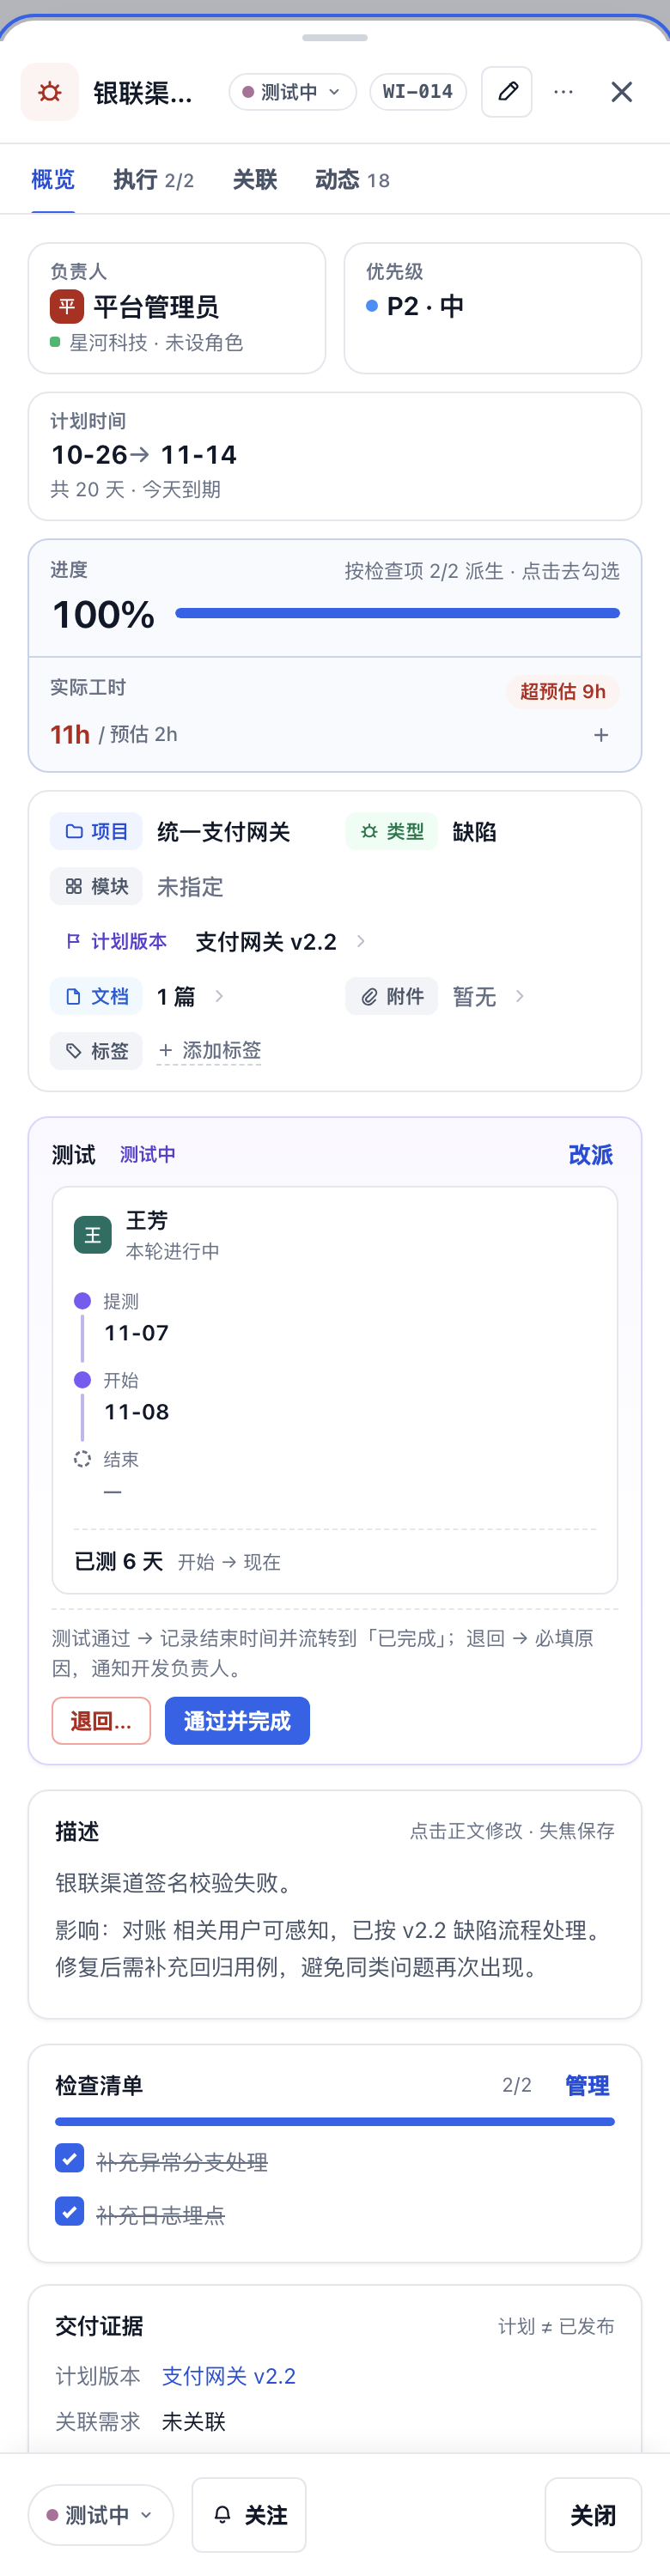 银联渠... 测试中 WI-014 ...
概览 执行 2/2 关联 动态 18
负责人
平 平台管理员
星河科技 · 未设角色
优先级
P2 · 中
计划时间
10-26→ 11-14
共 20 天 · 今天到期
进度 按检查项 2/2 派生 · 点击去勾选
100%
实际工时 超预估 9h
11h / 预估 2h +
项目 统一支付网关 类型 缺陷
模块 未指定
计划版本 支付网关 v2.2
文档 1 篇 附件 暂无
标签 + 添加标签
测试 测试中 改派
王 王芳
本轮进行中
提测
11-07
开始
11-08
结束
—
已测 6 天 开始 → 现在
测试通过 → 记录结束时间并流转到「已完成」；退回 → 必填原
因，通知开发负责人。
退回... 通过并完成
描述 点击正文修改 · 失焦保存
银联渠道签名校验失败。
影响：对账 相关用户可感知，已按 v2.2 缺陷流程处理。
修复后需补充回归用例，避免同类问题再次出现。
检查清单 2/2 管理
补充异常分支处理
补充日志埋点
交付证据 计划 ≠ 已发布
计划版本 支付网关 v2.2
关联需求 未关联
测试中 关注 关闭